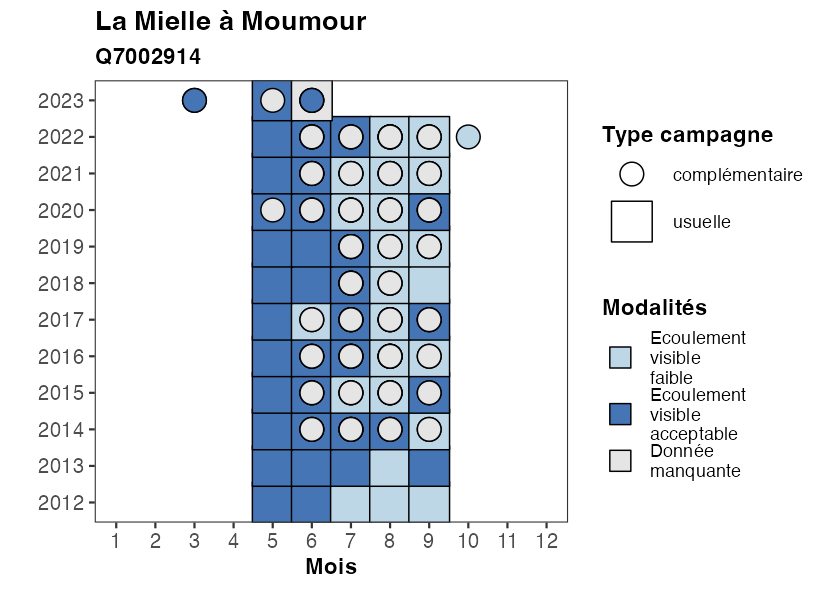 La Mielle à Moumour
Q7002914
2023
2022
2021
2020
2019
2018
2017
2016
2015
2014
2013
2012
1 2 3 4 5 6 7 8 9 10 11 12
Mois
Type campagne
complémentaire
usuelle
Modalités
Ecoulement
visible
faible
Ecoulement
visible
acceptable
Donnée
manquante